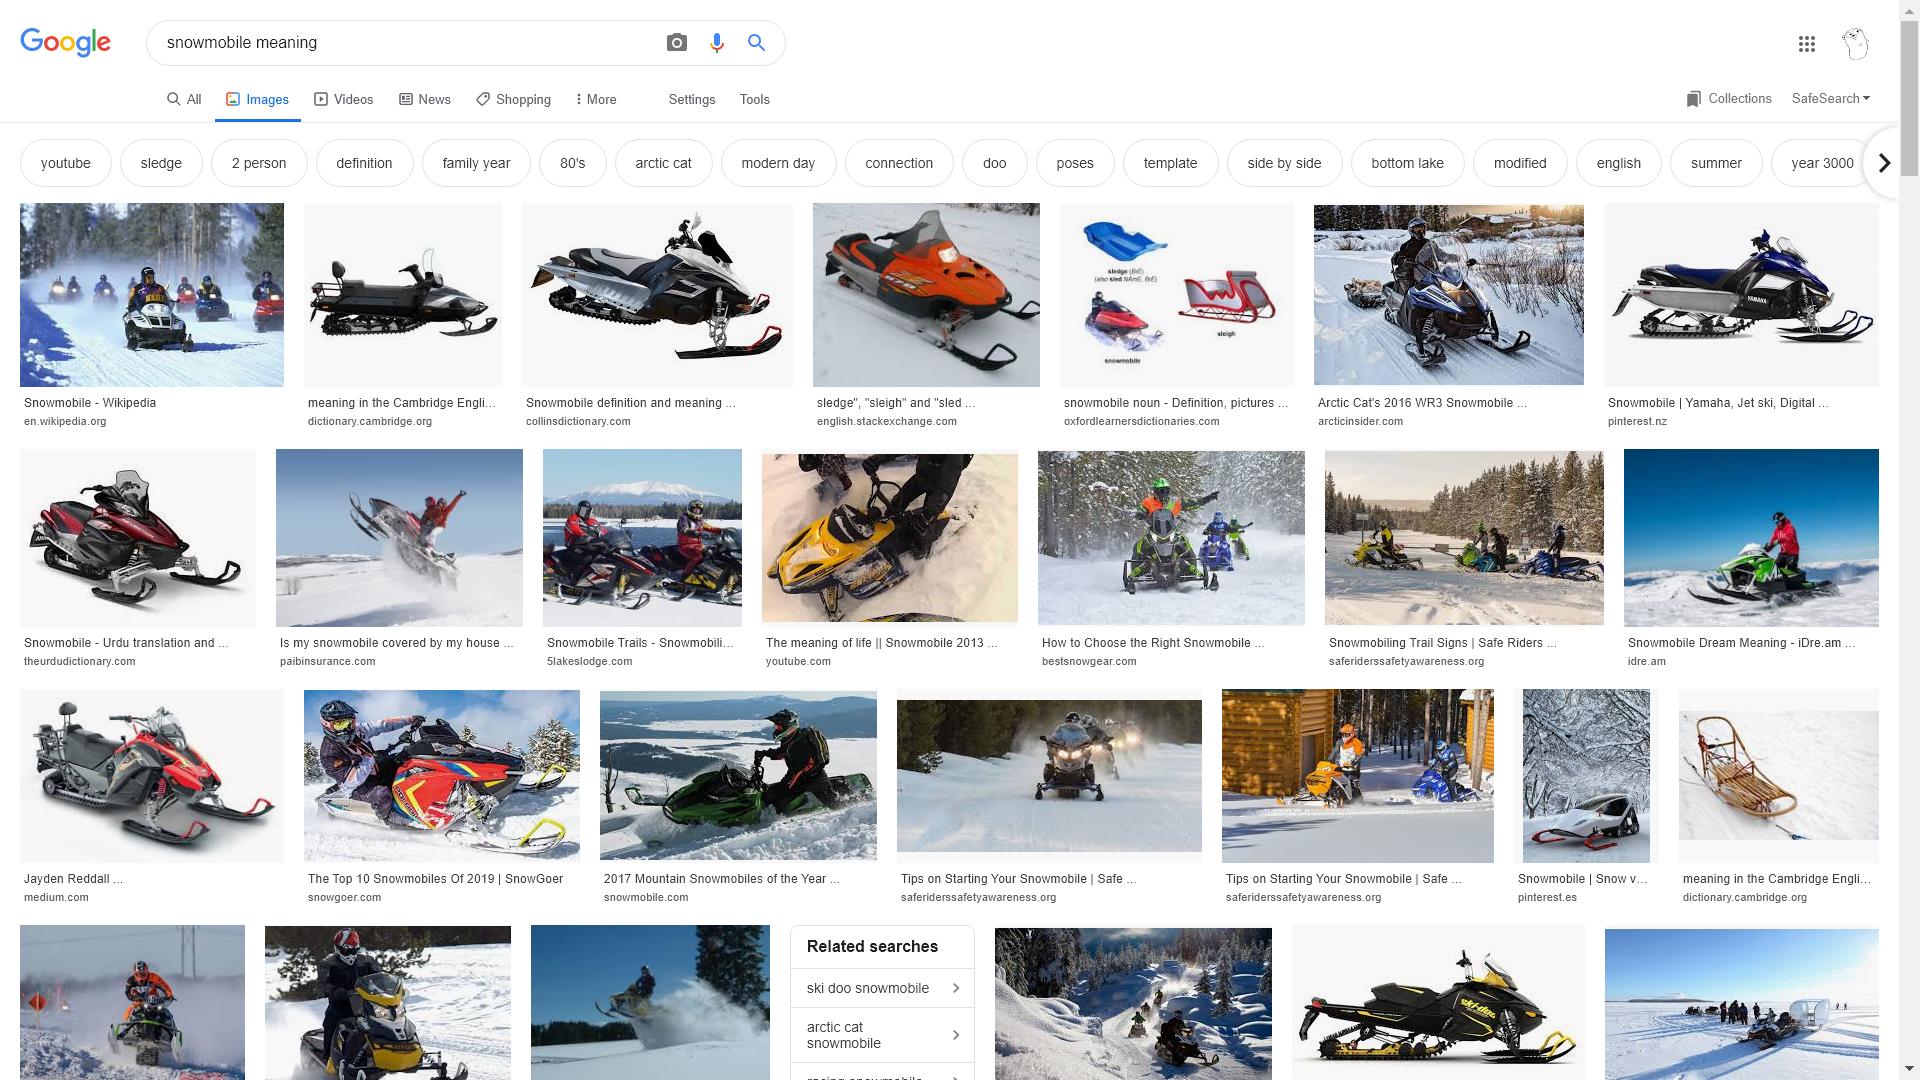 Google
snowmobile meaning
All
Images
Videos
News
Shopping
More
Settings
Tools
Collections
SafeSearch
youtube
sledge
2 person
definition
family year
80's
arctic cat
modern day
connection
doo
poses
template
side by side
bottom lake
modified
english
summer
year 3000
sledge (BrE)
(also sled NAmE, BrE)
snowmobile
sleigh
YAMAHA
Snowmobile - Wikipedia
en.wikipedia.org
meaning in the Cambridge Engli...
dictionary.cambridge.org
Snowmobile definition and meaning ...
collinsdictionary.com
sledge", "sleigh" and "sled ...
english.stackexchange.com
snowmobile noun - Definition, pictures ...
oxfordlearnersdictionaries.com
Arctic Cat's 2016 WR3 Snowmobile ...
arcticinsider.com
Snowmobile | Yamaha, Jet ski, Digital ...
pinterest.nz
Snowmobile - Urdu translation and ...
theurdudictionary.com
Is my snowmobile covered by my house ...
paibinsurance.com
Snowmobile Trails - Snowmobili...
5lakeslodge.com
The meaning of life || Snowmobile 2013 ...
youtube.com
How to Choose the Right Snowmobile ...
bestsnowgear.com
Snowmobiling Trail Signs | Safe Riders ...
saferiderssafetyawareness.org
Snowmobile Dream Meaning - iDre.am ...
idre.am
Jayden Reddall ...
medium.com
The Top 10 Snowmobiles Of 2019 | SnowGoer
snowgoer.com
2017 Mountain Snowmobiles of the Year ...
snowmobile.com
Tips on Starting Your Snowmobile | Safe ...
saferiderssafetyawareness.org
Tips on Starting Your Snowmobile | Safe ...
saferiderssafetyawareness.org
Snowmobile | Snow v...
pinterest.es
meaning in the Cambridge Engli...
dictionary.cambridge.org
Related searches
ski doo snowmobile
arctic cat
snowmobile
racing snowmobile
ski-doo